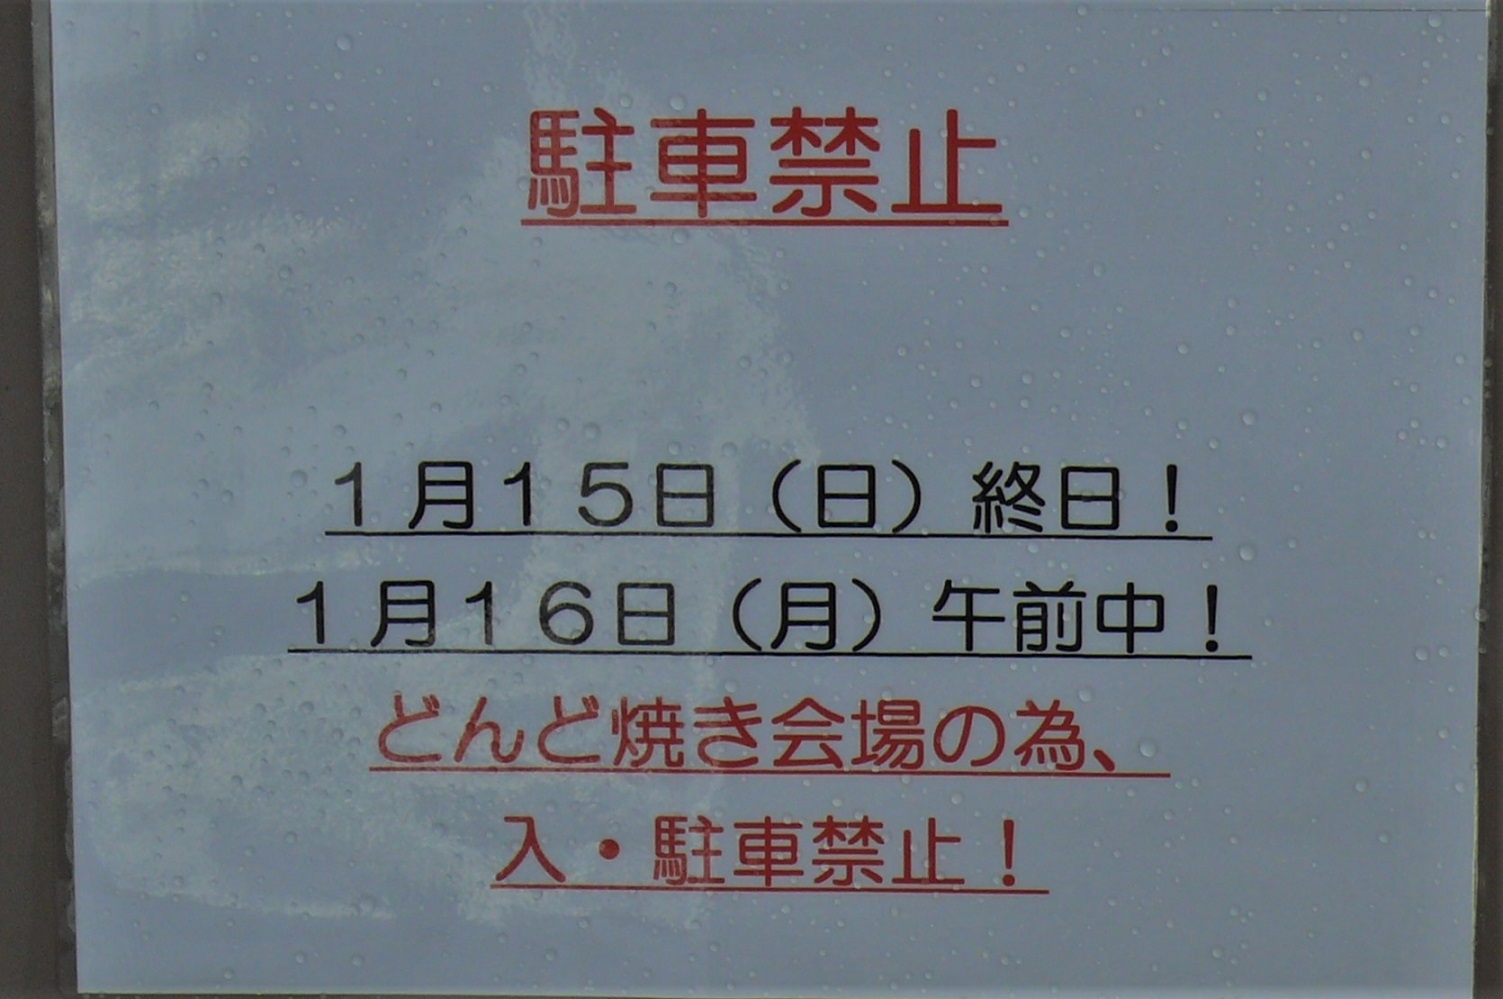 駐車禁止
１月１５日（日）終日！
１月１６日（月）午前中！
どんど焼き会場の為、
入・駐車禁止！